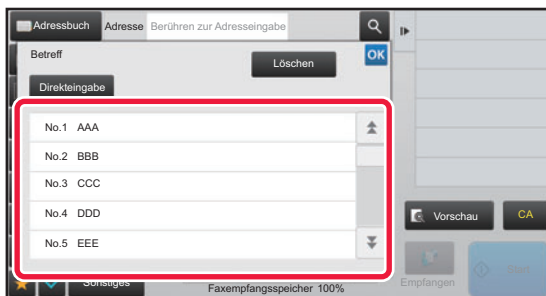 Adressbuch Adresse Berühren zur Adresseingabe
Betreff Löschen OK
Direkteingabe
No.1 AAA
No.2 BBB
No.3 CCC
No.4 DDD
No.5 EEE
Vorschau CA
Sonstiges Faxempfangsspeicher 100% Empfangen Start